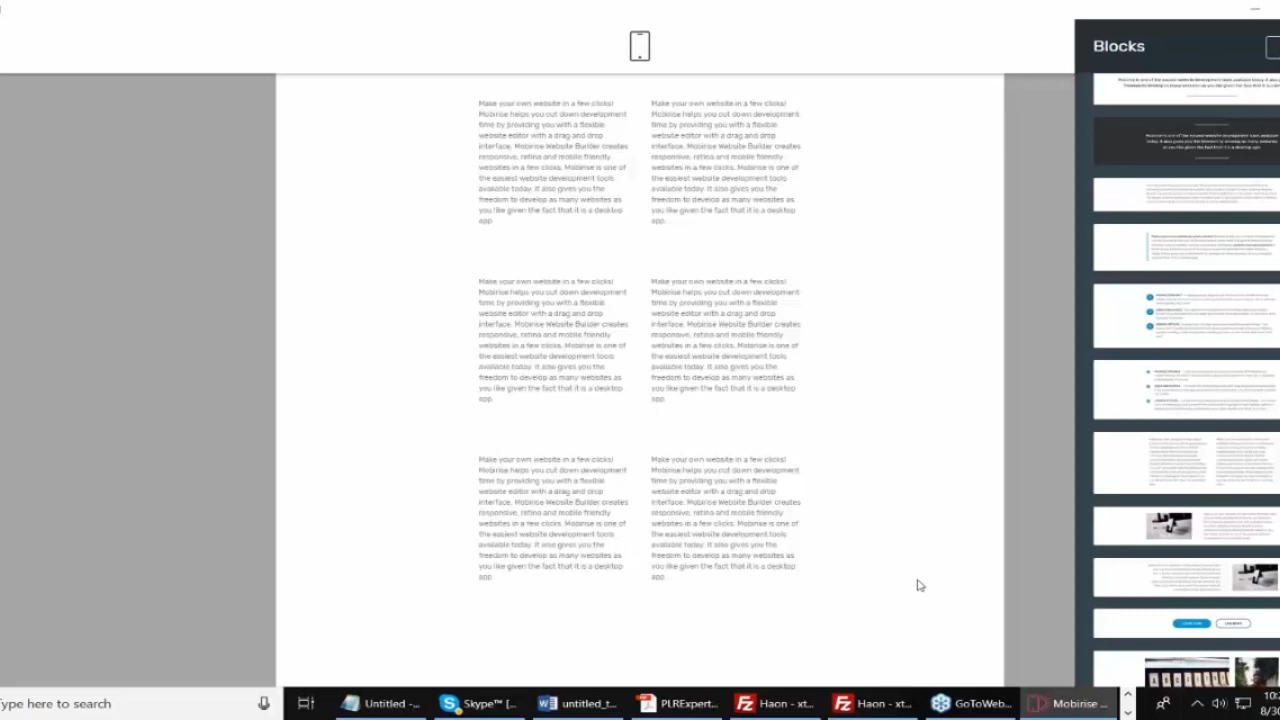 Blocks
Make your own website in a few clicks!
Mobirise helps you cut down development
time by providing you with a flexible
website editor with a drag and drop
interface. Mobirise Website Builder creates
responsive, retina and mobile friendly
websites in a few clicks. Mobirise is one of
the easiest website development tools
available today. It also gives you the
freedom to develop as many websites as
you like given the fact that it is a desktop
app.
Make your own website in a few clicks!
Mobirise helps you cut down development
time by providing you with a flexible
website editor with a drag and drop
interface. Mobirise Website Builder creates
responsive, retina and mobile friendly
websites in a few clicks. Mobirise is one of
the easiest website development tools
available today. It also gives you the
freedom to develop as many websites as
you like given the fact that it is a desktop
app.
Make your own website in a few clicks!
Mobirise helps you cut down development
time by providing you with a flexible
website editor with a drag and drop
interface. Mobirise Website Builder creates
responsive, retina and mobile friendly
websites in a few clicks. Mobirise is one of
the easiest website development tools
available today. It also gives you the
freedom to develop as many websites as
you like given the fact that it is a desktop
app.
Make your own website in a few clicks!
Mobirise helps you cut down development
time by providing you with a flexible
website editor with a drag and drop
interface. Mobirise Website Builder creates
responsive, retina and mobile friendly
websites in a few clicks. Mobirise is one of
the easiest website development tools
available today. It also gives you the
freedom to develop as many websites as
you like given the fact that it is a desktop
app.
Make your own website in a few clicks!
Mobirise helps you cut down development
time by providing you with a flexible
website editor with a drag and drop
interface. Mobirise Website Builder creates
responsive, retina and mobile friendly
websites in a few clicks. Mobirise is one of
the easiest website development tools
available today. It also gives you the
freedom to develop as many websites as
you like given the fact that it is a desktop
app.
Make your own website in a few clicks!
Mobirise helps you cut down development
time by providing you with a flexible
website editor with a drag and drop
interface. Mobirise Website Builder creates
responsive, retina and mobile friendly
websites in a few clicks. Mobirise is one of
the easiest website development tools
available today. It also gives you the
freedom to develop as many websites as
you like given the fact that it is a desktop
app.
ype here to search
Untitled -...
Skype™ [...
untitled_t...
PLRExpert...
Haon - xt...
Haon - xt...
GoToWeb...
Mobirise ...
10:
8/30